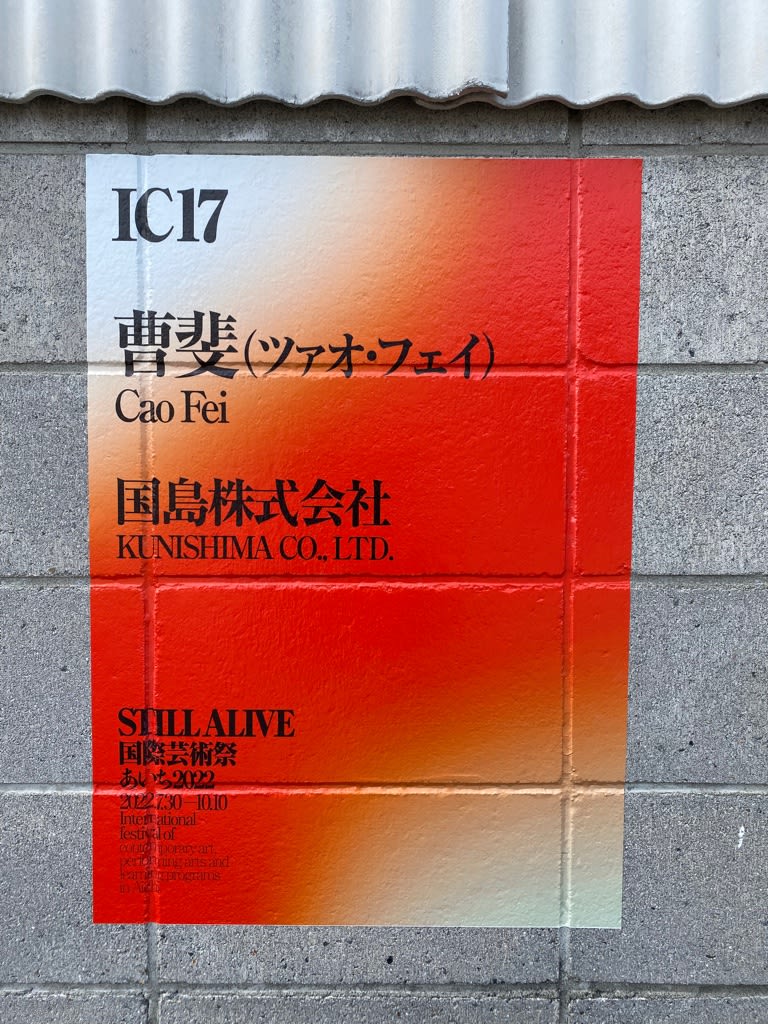 IC17
曹斐(ツァオ・フェイ)
Cao Fei
国島株式会社
KUNISHIMA CO., LTD.
STILL ALIVE
国際芸術祭
あいち2022
2022.7.30—10.10
International
festival of
contemporary art,
performing arts and
learning programs
in Aichi